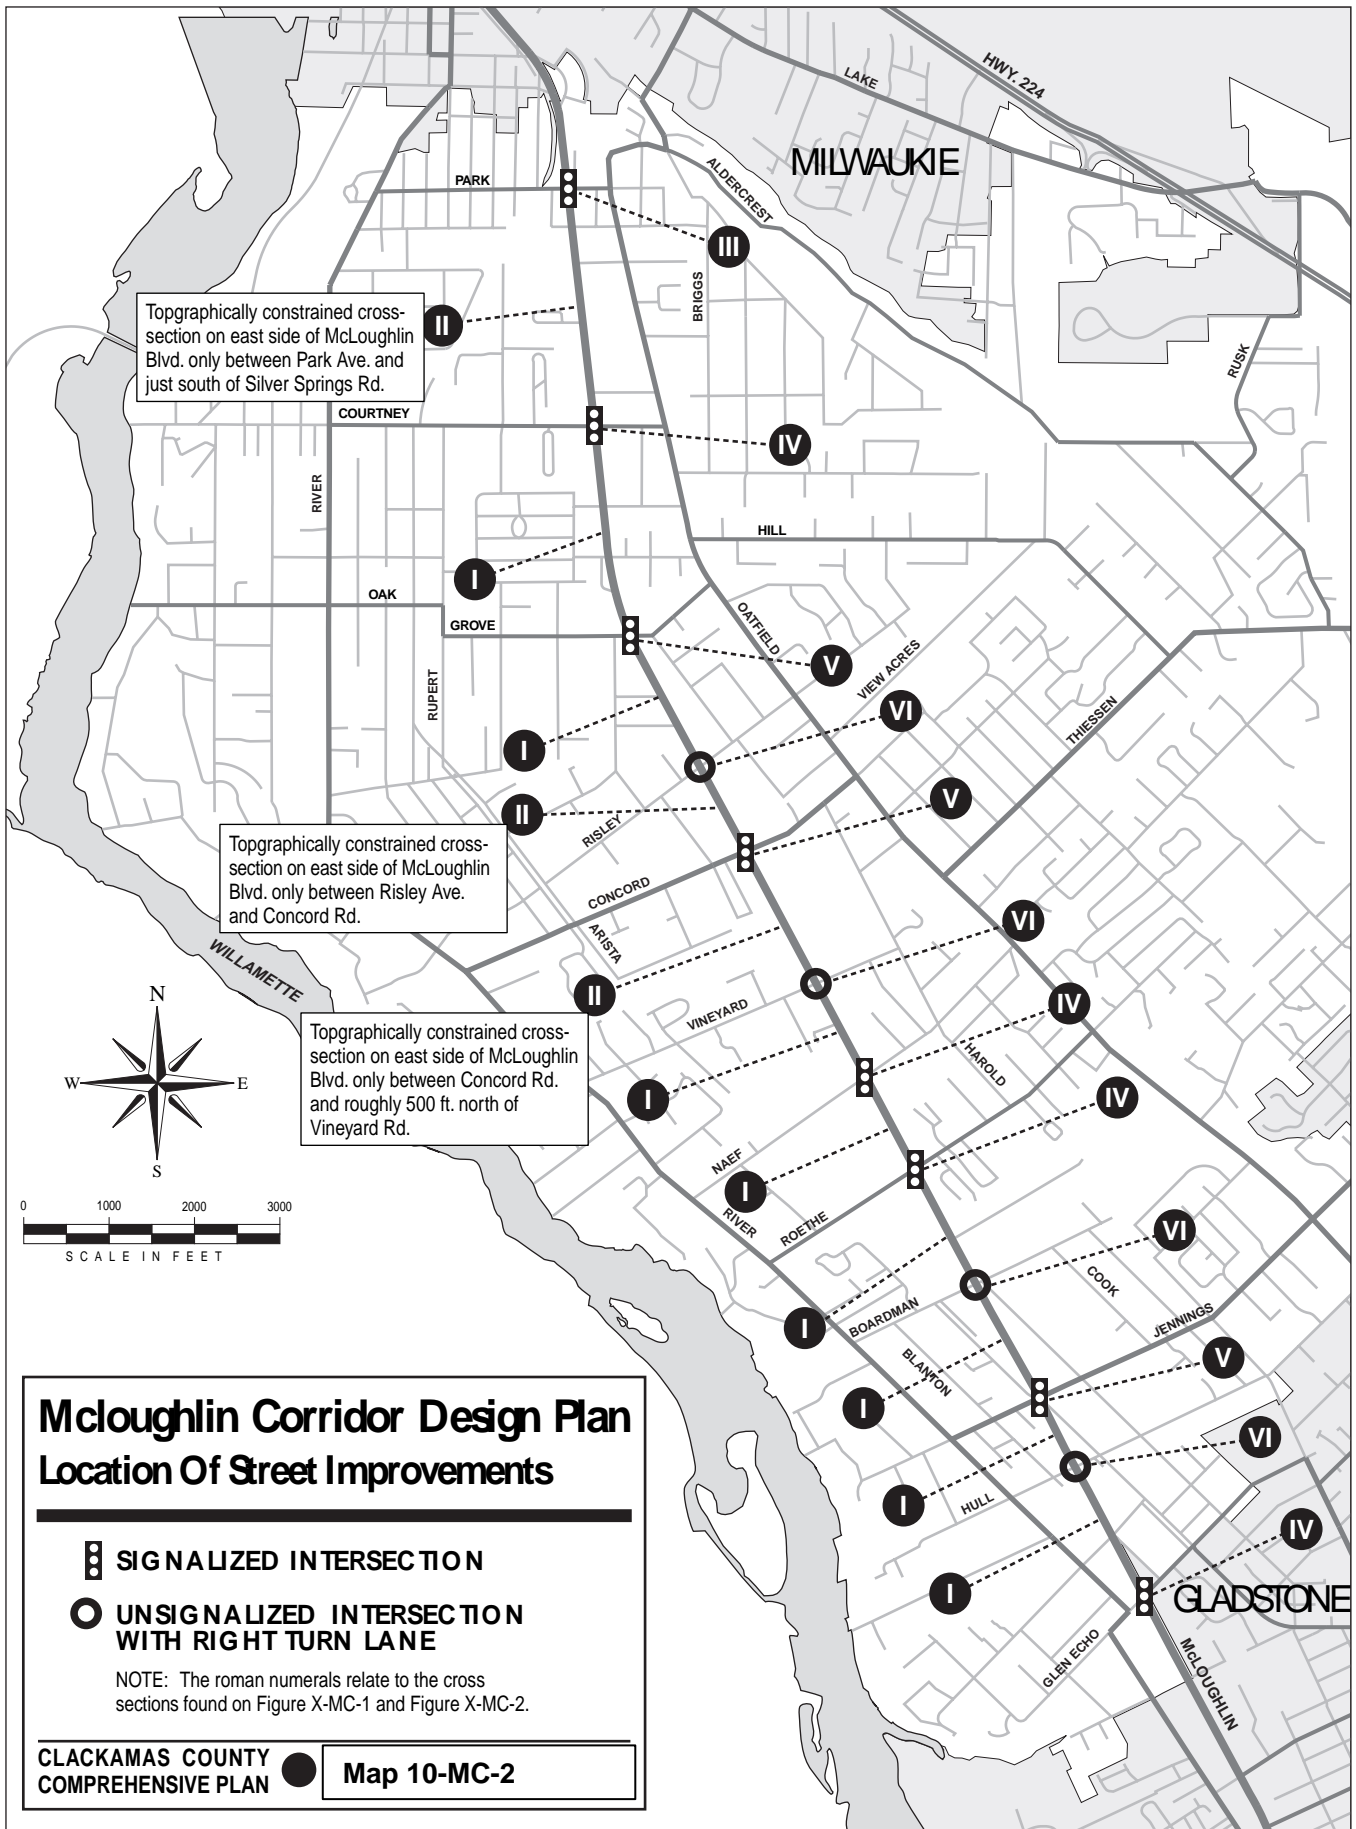 HWY. 224
LAKE
MILWAUKIE
ALDERCREST
PARK
III
BRIGGS
Topgraphically constrained cross-
section on east side of McLoughlin
Blvd. only between Park Ave. and
just south of Silver Springs Rd.
II
RUSK
COURTNEY
IV
RIVER
HILL
I
OAK
GROVE
OATFIELD
V
VIEW ACRES
RUPERT
VI
THIESSEN
I
V
II
RISLEY
Topgraphically constrained cross-
section on east side of McLoughlin
Blvd. only between Risley Ave.
and Concord Rd.
CONCORD
ARISTA
VI
WILLAMETTE
II
VINEYARD
IV
HAROLD
Topgraphically constrained cross-
section on east side of McLoughlin
Blvd. only between Concord Rd.
and roughly 500 ft. north of
Vineyard Rd.
N
W
E
S
I
IV
NAEF
I
RIVER
ROETHE
0 1000 2000 3000
SCALE IN FEET
VI
COOK
I
BOARDMAN
JENNINGS
BLANTON
V
I
VI
I
HULL
IV
I
GLADSTONE
GLEN ECHO
McLOUGHLIN
Mcloughlin Corridor Design Plan
Location Of Street Improvements
SIGNALIZED INTERSECTION
UNSIGNALIZED INTERSECTION
WITH RIGHT TURN LANE
NOTE: The roman numerals relate to the cross
sections found on Figure X-MC-1 and Figure X-MC-2.
CLACKAMAS COUNTY
COMPREHENSIVE PLAN
Map 10-MC-2